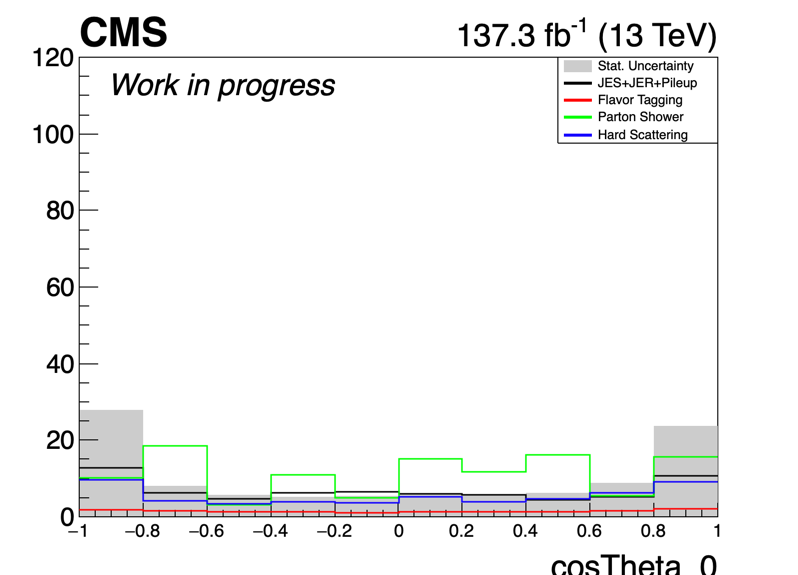 CMS 137.3 fb-1 (13 TeV)
Work in progress
Stat. Uncertainty
JES+JER+Pileup
Flavor Tagging
Parton Shower
Hard Scattering
120
100
80
60
40
20
0
−1 −0.8 −0.6 −0.4 −0.2 0 0.2 0.4 0.6 0.8 1
cosTheta_0